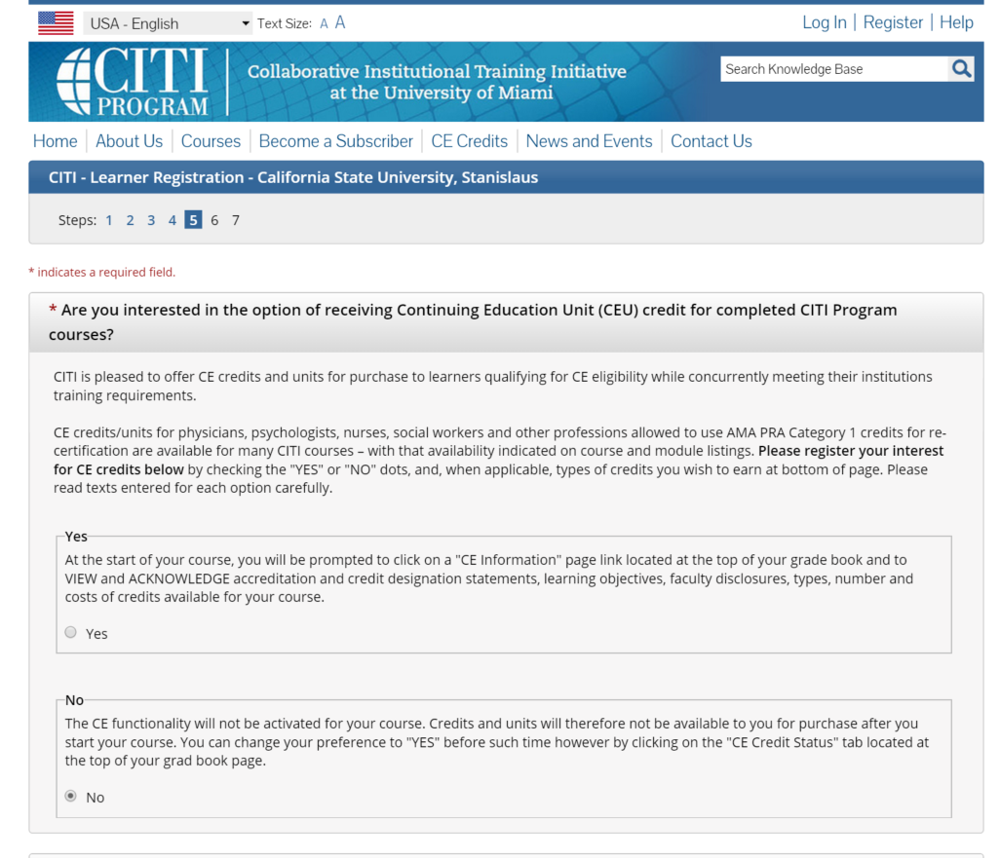 USA - English
Text Size: A A
Log In | Register | Help
CITI
PROGRAM
Collaborative Institutional Training Initiative
at the University of Miami
Search Knowledge Base
Home
About Us
Courses
Become a Subscriber
CE Credits
News and Events
Contact Us
CITI - Learner Registration - California State University, Stanislaus
Steps: 1 2 3 4 5 6 7
* indicates a required field.
* Are you interested in the option of receiving Continuing Education Unit (CEU) credit for completed CITI Program
courses?
CITI is pleased to offer CE credits and units for purchase to learners qualifying for CE eligibility while concurrently meeting their institutions
training requirements.
CE credits/units for physicians, psychologists, nurses, social workers and other professions allowed to use AMA PRA Category 1 credits for re-
certification are available for many CITI courses – with that availability indicated on course and module listings. Please register your interest
for CE credits below by checking the "YES" or "NO" dots, and, when applicable, types of credits you wish to earn at bottom of page. Please
read texts entered for each option carefully.
Yes
At the start of your course, you will be prompted to click on a "CE Information" page link located at the top of your grade book and to
VIEW and ACKNOWLEDGE accreditation and credit designation statements, learning objectives, faculty disclosures, types, number and
costs of credits available for your course.
Yes
No
The CE functionality will not be activated for your course. Credits and units will therefore not be available to you for purchase after you
start your course. You can change your preference to "YES" before such time however by clicking on the "CE Credit Status" tab located at
the top of your grad book page.
No